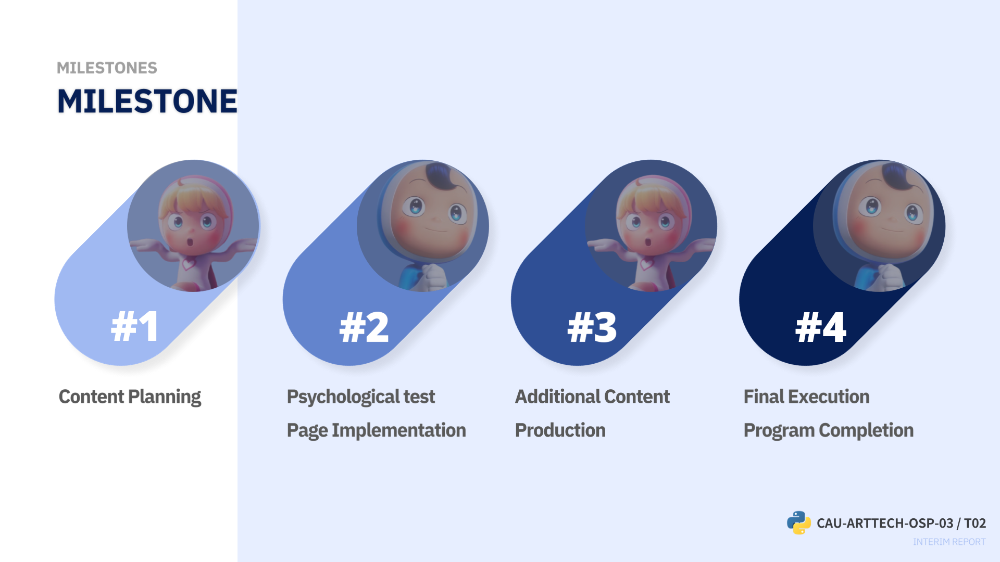 MILESTONES
MILESTONE
#1
#2
#3
#4
Content Planning
Psychological test
Page Implementation
Additional Content
Production
Final Execution
Program Completion
CAU-ARTTECH-OSP-03 / T02
INTERIM REPORT